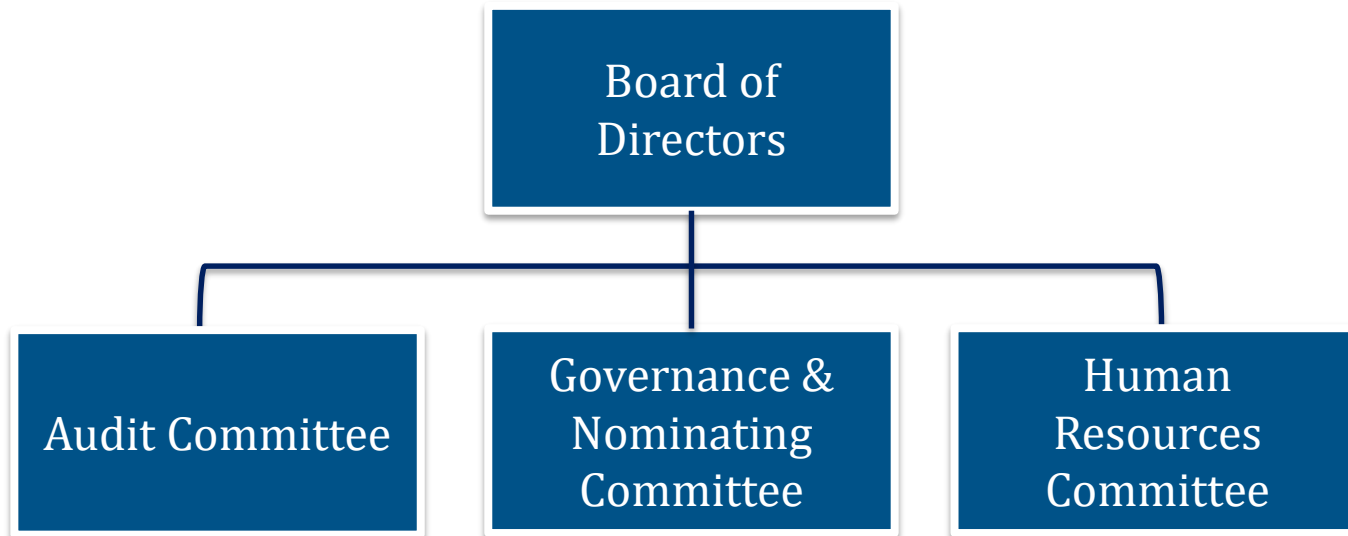 Board of
Directors
Audit Committee
Governance &
Nominating
Committee
Human
Resources
Committee